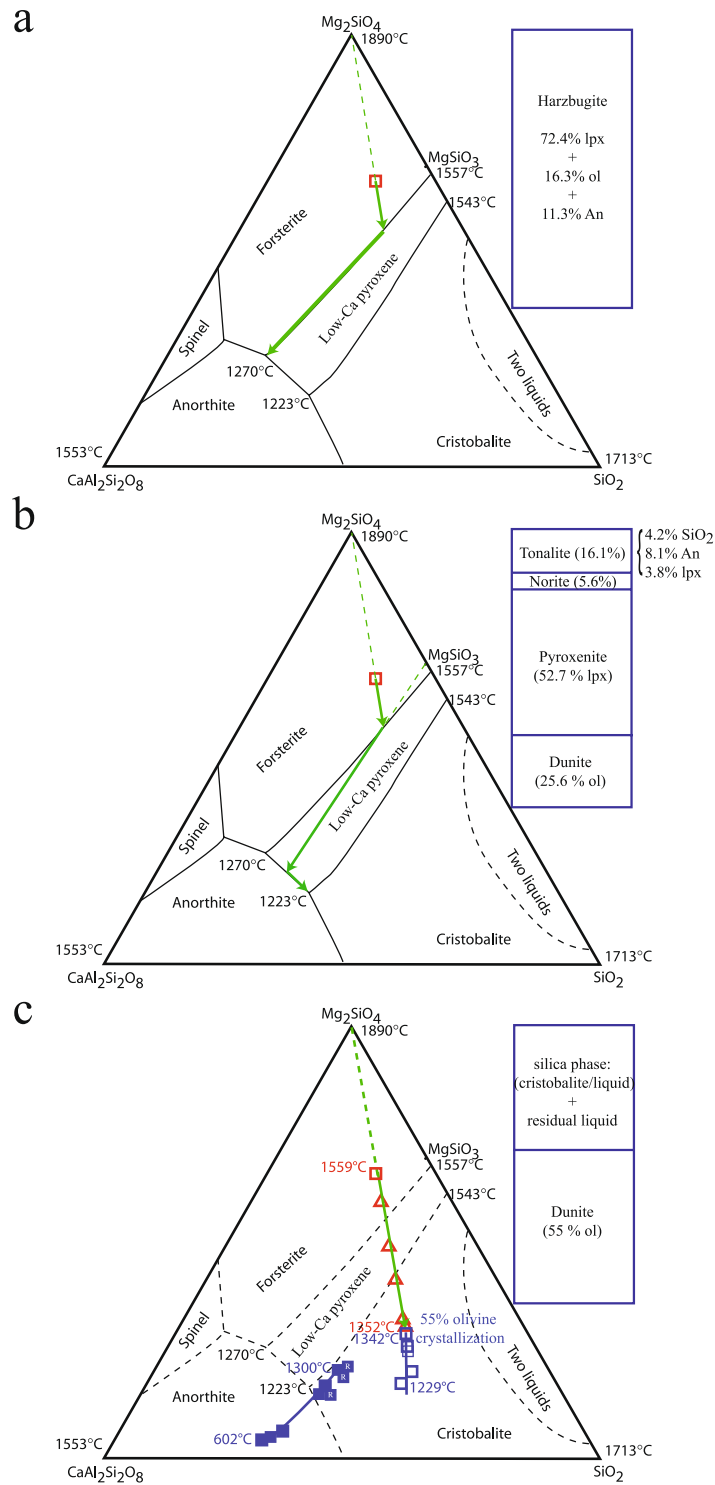 a
Mg2SiO4
1890°C
MgSiO3
1557°C
1543°C
Forsterite
Low-Ca pyroxene
Spinel
1270°C
Anorthite
1223°C
Two liquids
Cristobalite
1553°C
CaAl2Si2O8
1713°C
SiO2
Harzbugite
72.4% lpx
+
16.3% ol
+
11.3% An
b
Mg2SiO4
1890°C
MgSiO3
1557°C
1543°C
Forsterite
Low-Ca pyroxene
Spinel
1270°C
Anorthite
1223°C
Two liquids
Cristobalite
1553°C
CaAl2Si2O8
1713°C
SiO2
Tonalite (16.1%)
4.2% SiO2
8.1% An
3.8% lpx
Norite (5.6%)
Pyroxenite
(52.7 % lpx)
Dunite
(25.6 % ol)
c
Mg2SiO4
1890°C
MgSiO3
1557°C
1559°C
1543°C
Forsterite
Low-Ca pyroxene
Spinel
1352°C
55% olivine
crystallization
1342°C
1270°C
1300°C
R
R
R
1223°C
1229°C
Anorthite
602°C
Two liquids
Cristobalite
1553°C
CaAl2Si2O8
1713°C
SiO2
silica phase:
(cristobalite/liquid)
+
residual liquid
Dunite
(55 % ol)